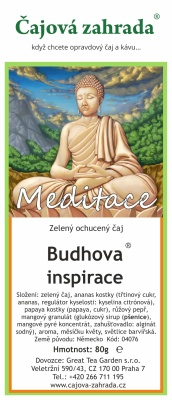 Čajová zahrada®
když chcete opravdový čaj a kávu...
Meditace
Zelený ochucený čaj
Budhova®
inspirace
Složení: zelený čaj, ananas kostky (třtinový cukr,
ananas, regulátor kyselosti: kyselina citrónová),
papaya kostky (papaya, cukr), růžový pepř,
mangový granulát (glukózový sirup (pšenice),
mangové pyré koncentrát, zahušťovadlo: alginát
sodný), aroma, měsíčku květy, světlice barvířská.
Země původu: Německo Kód: 04076
Hmotnost: 80g ℮
Dovozce: Great Tea Garden s.r.o.
Veletržní 590/43, CZ 170 00 Praha 7
Tel.: +420 266 711 195
www.cajova-zahrada.cz